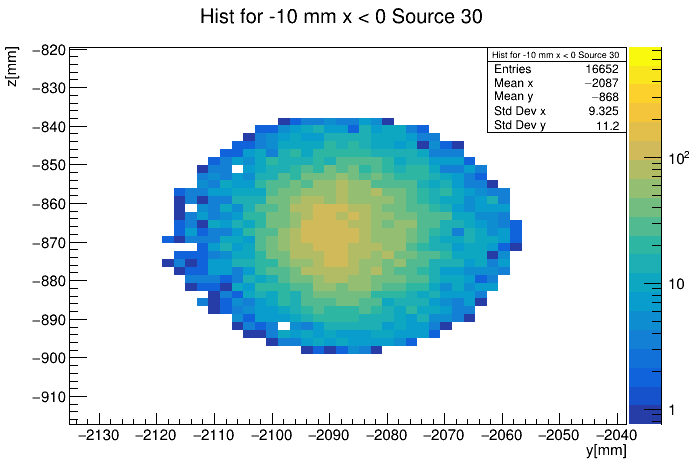 Hist for -10 mm x < 0 Source 30
Hist for -10 mm x < 0 Source 30
Entries 16652
Mean x −2087
Mean y −868
Std Dev x 9.325
Std Dev y 11.2
z[mm]
−820
−830
−840
−850
−860
−870
−880
−890
−900
−910
10²
10
1
−2130 −2120 −2110 −2100 −2090 −2080 −2070 −2060 −2050 −2040
y[mm]